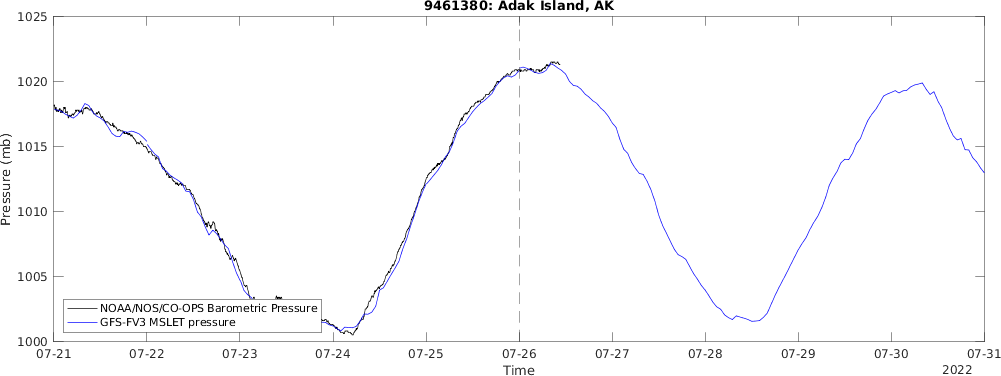 9461380: Adak Island, AK
Pressure (mb)
1025
1020
1015
1010
1005
1000
NOAA/NOS/CO-OPS Barometric Pressure
GFS-FV3 MSLET pressure
07-21 07-22 07-23 07-24 07-25 07-26 07-27 07-28 07-29 07-30 07-31
Time
2022